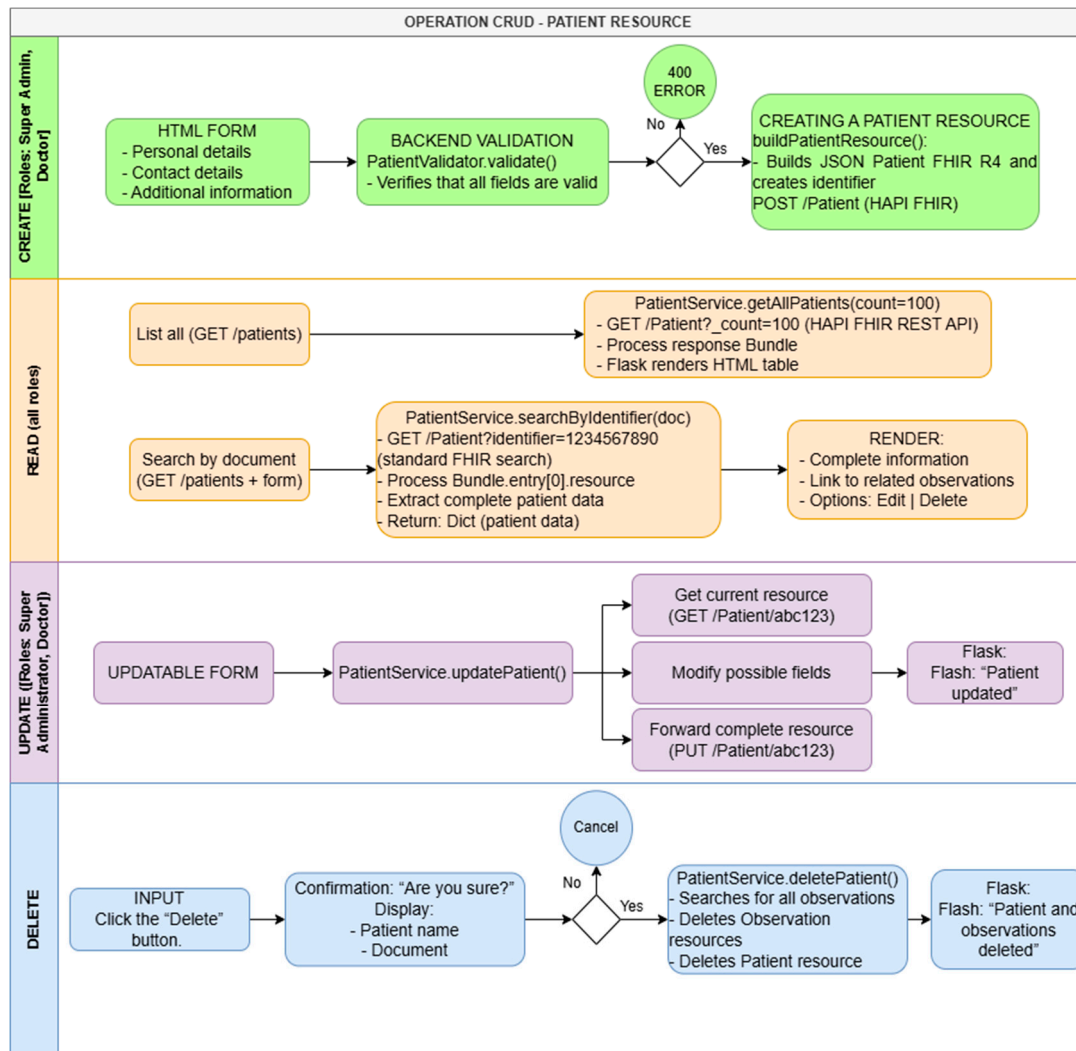 OPERATION CRUD - PATIENT RESOURCE
CREATE [Roles: Super Admin,
Doctor]
HTML FORM
- Personal details
- Contact details
- Additional information
BACKEND VALIDATION
PatientValidator.validate()
- Verifies that all fields are valid
400
ERROR
No
Yes
CREATING A PATIENT RESOURCE
buildPatientResource():
- Builds JSON Patient FHIR R4 and
creates identifier
POST /Patient (HAPI FHIR)
READ (all roles)
List all (GET /patients)
PatientService.getAllPatients(count=100)
- GET /Patient?_count=100 (HAPI FHIR REST API)
- Process response Bundle
- Flask renders HTML table
Search by document
(GET /patients + form)
PatientService.searchByIdentifier(doc)
- GET /Patient?identifier=1234567890
(standard FHIR search)
- Process Bundle.entry[0].resource
- Extract complete patient data
- Return: Dict (patient data)
RENDER:
- Complete information
- Link to related observations
- Options: Edit | Delete
UPDATE ([Roles: Super
Administrator, Doctor])
UPDATABLE FORM
PatientService.updatePatient()
Get current resource
(GET /Patient/abc123)
Modify possible fields
Forward complete resource
(PUT /Patient/abc123)
Flask:
Flash: “Patient
updated”
DELETE
INPUT
Click the “Delete”
button.
Confirmation: “Are you sure?”
Display:
- Patient name
- Document
Cancel
No
Yes
PatientService.deletePatient()
- Searches for all observations
- Deletes Observation
resources
- Deletes Patient resource
Flask:
Flash: “Patient and
observations
deleted”